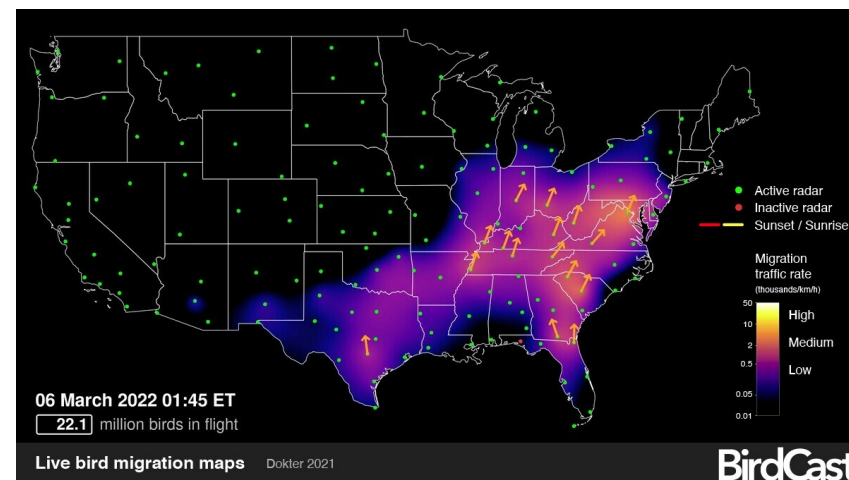 Active radar
Inactive radar
Sunset / Sunrise
Migration
traffic rate
(thousands/km/h)
50
High
10
2
Medium
0.5
Low
0.05
0.01
06 March 2022 01:45 ET
22.1 million birds in flight
Live bird migration maps Dokter 2021
BirdCast